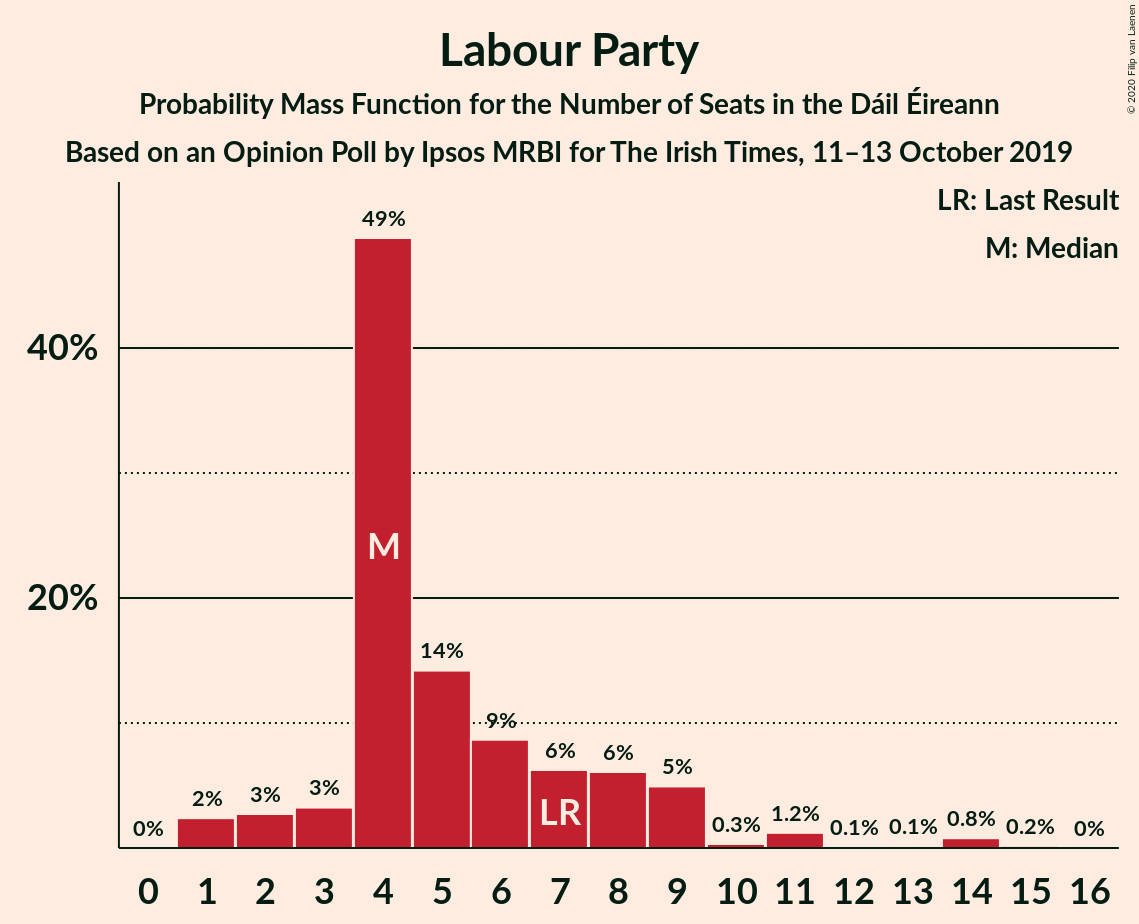 Labour Party
Probability Mass Function for the Number of Seats in the Dáil Éireann
Based on an Opinion Poll by Ipsos MRBI for The Irish Times, 11–13 October 2019
© 2020 Filip van Laenen
LR: Last Result
M: Median
40%
20%
0%
2%
3%
3%
49%
14%
9%
6%
6%
5%
0.3%
1.2%
0.1%
0.1%
0.8%
0.2%
0%
M
LR
0 1 2 3 4 5 6 7 8 9 10 11 12 13 14 15 16